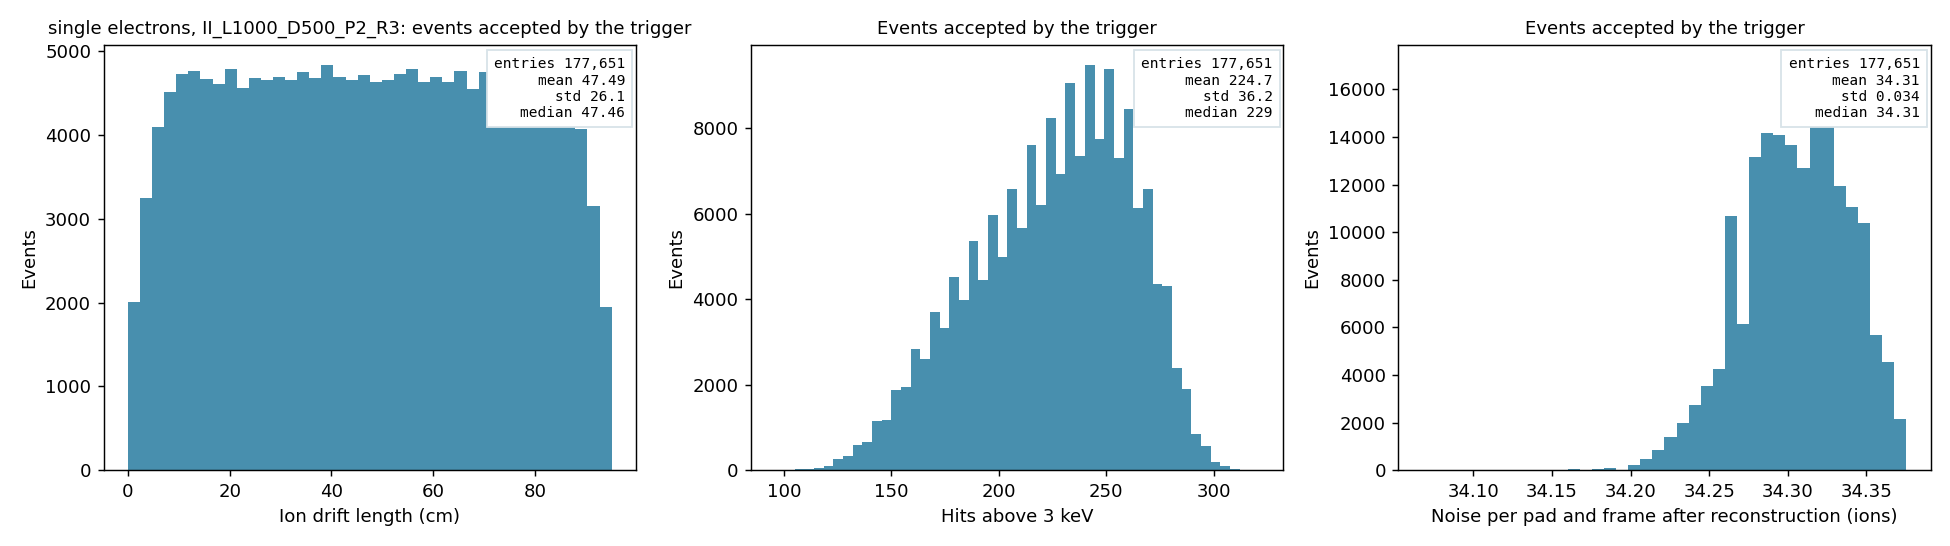 single electrons, II_L1000_D500_P2_R3: events accepted by the trigger
5000
4000
3000
2000
1000
0
Events
0 20 40 60 80
Ion drift length (cm)
entries 177,651
mean 47.49
std 26.1
median 47.46
Events accepted by the trigger
8000
6000
4000
2000
0
Events
100 150 200 250 300
Hits above 3 keV
entries 177,651
mean 224.7
std 36.2
median 229
Events accepted by the trigger
16000
14000
12000
10000
8000
6000
4000
2000
0
Events
34.10 34.15 34.20 34.25 34.30 34.35
Noise per pad and frame after reconstruction (ions)
entries 177,651
mean 34.31
std 0.034
median 34.31